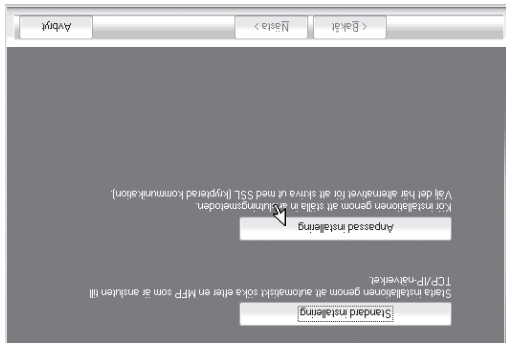 Standard installering
Starta installationen genom att automatiskt söka efter en MFP som är ansluten till
TCP/IP-nätverket.
Anpassad installering
Kör installationen genom att ställa in anslutningsmetoden.
Välj det här alternativet för att skriva ut med SSL (krypterad kommunikation).
< Bakåt
Nästa >
Avbryt